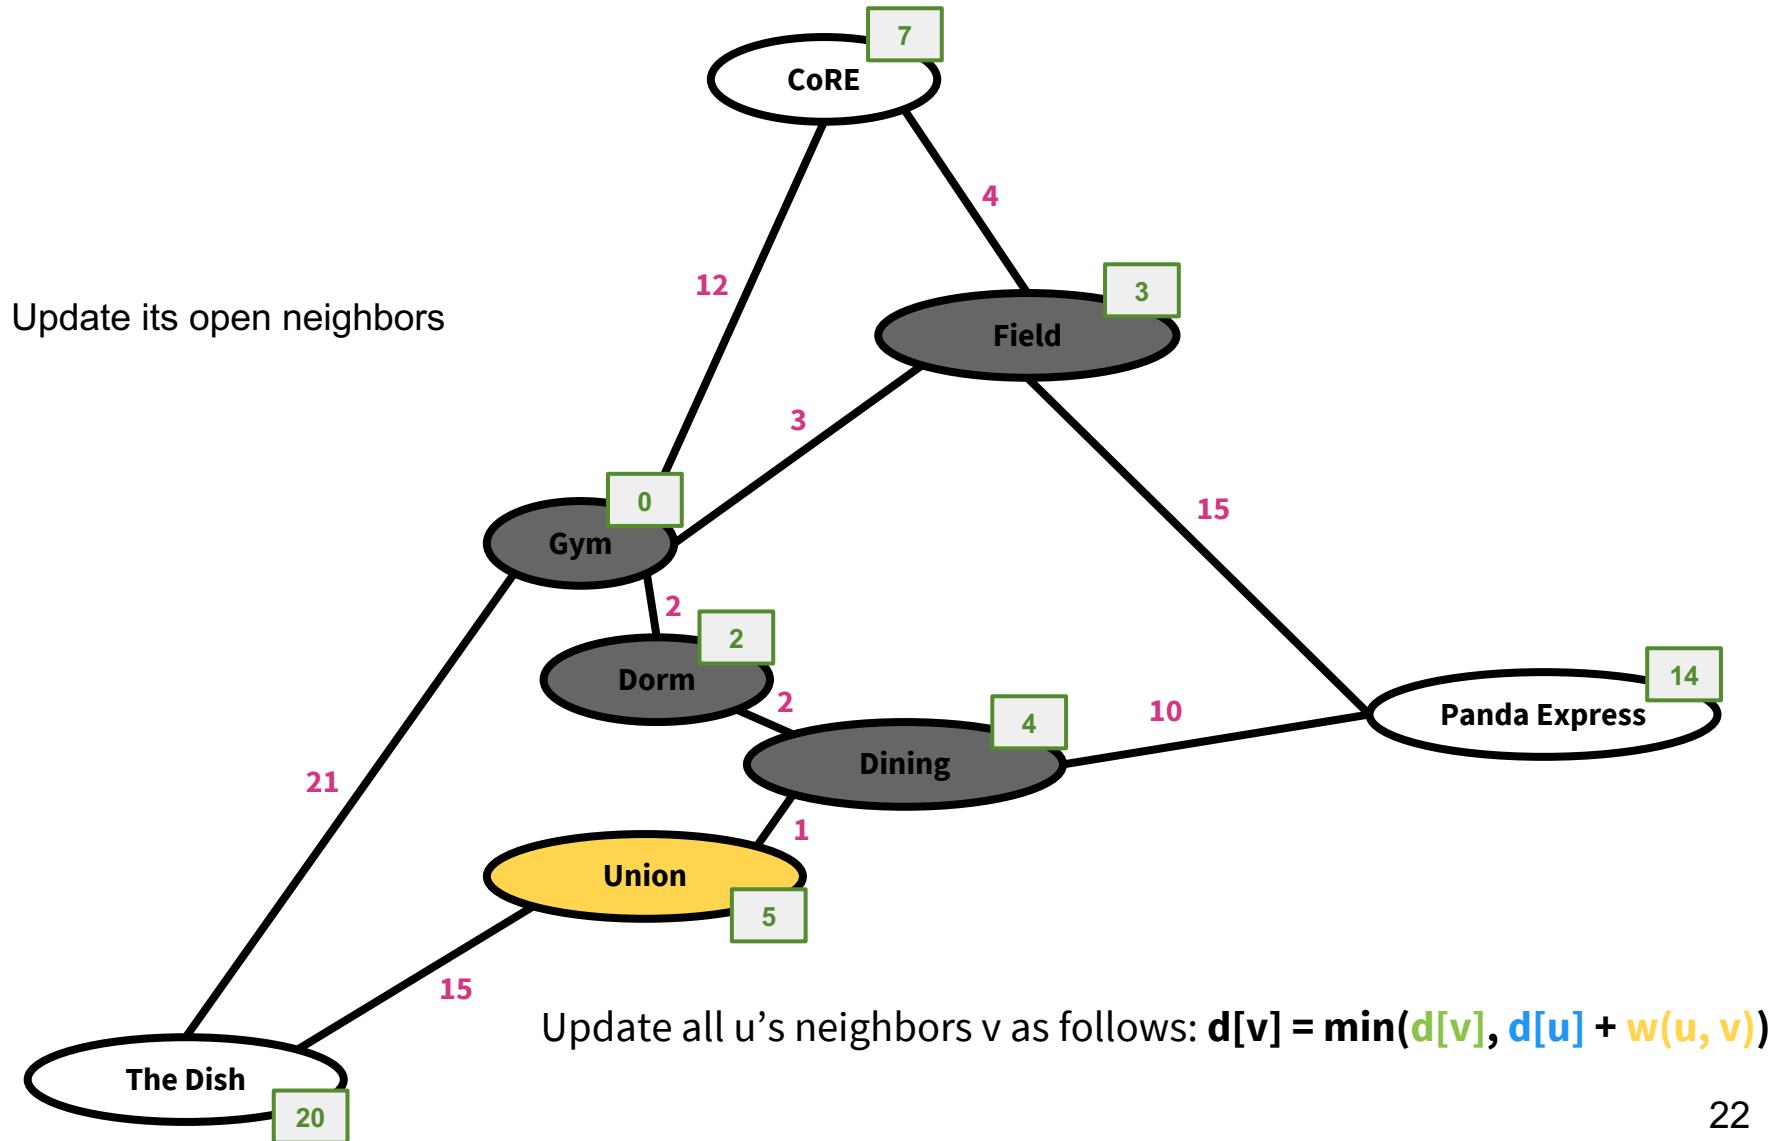 7
CoRE
4
12
3
Update its open neighbors
Field
3
0
15
Gym
2
2
14
Dorm
2
10
Panda Express
4
Dining
21
1
Union
5
15
Update all u’s neighbors v as follows: d[v] = min(d[v], d[u] + w(u, v))
The Dish
20
22